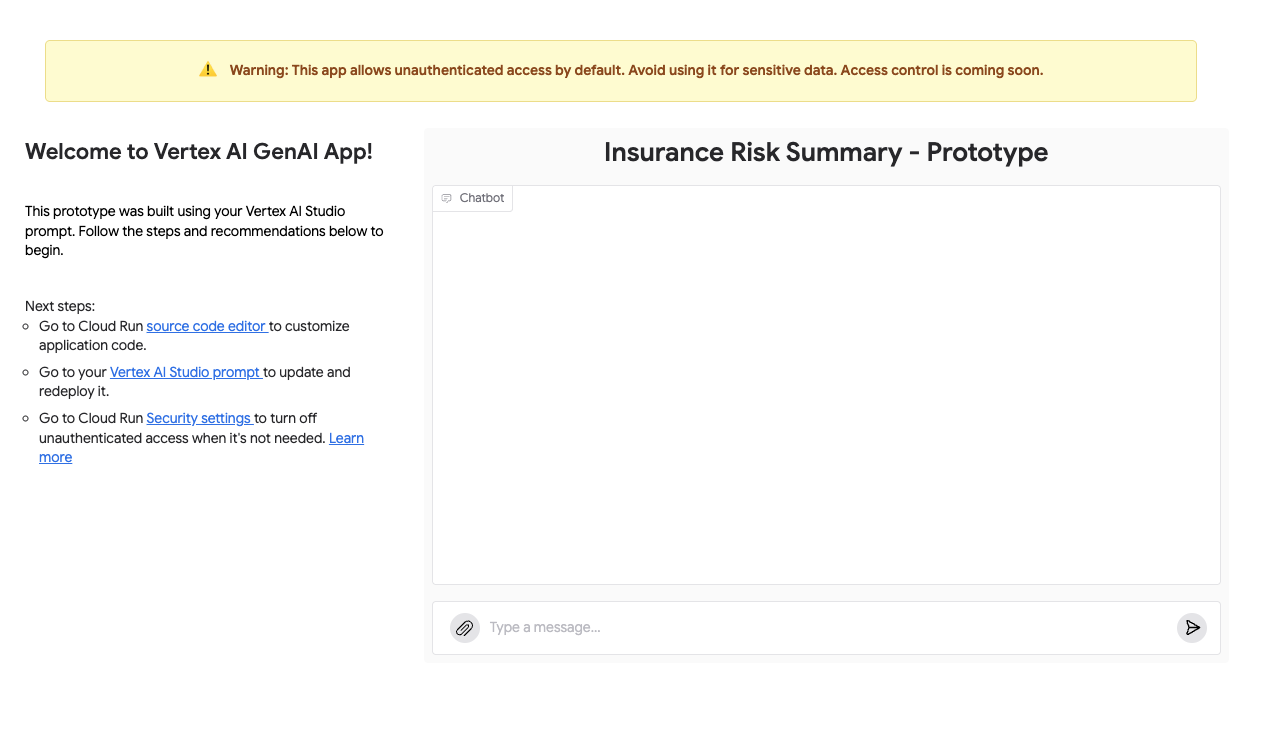 ⚠️ Warning: This app allows unauthenticated access by default. Avoid using it for sensitive data. Access control is coming soon.
Welcome to Vertex AI GenAI App!
This prototype was built using your Vertex AI Studio
prompt. Follow the steps and recommendations below to
begin.
Next steps:
Go to Cloud Run source code editor to customize
application code.
Go to your Vertex AI Studio prompt to update and
redeploy it.
Go to Cloud Run Security settings to turn off
unauthenticated access when it's not needed. Learn
more
Insurance Risk Summary - Prototype
Chatbot
Type a message...